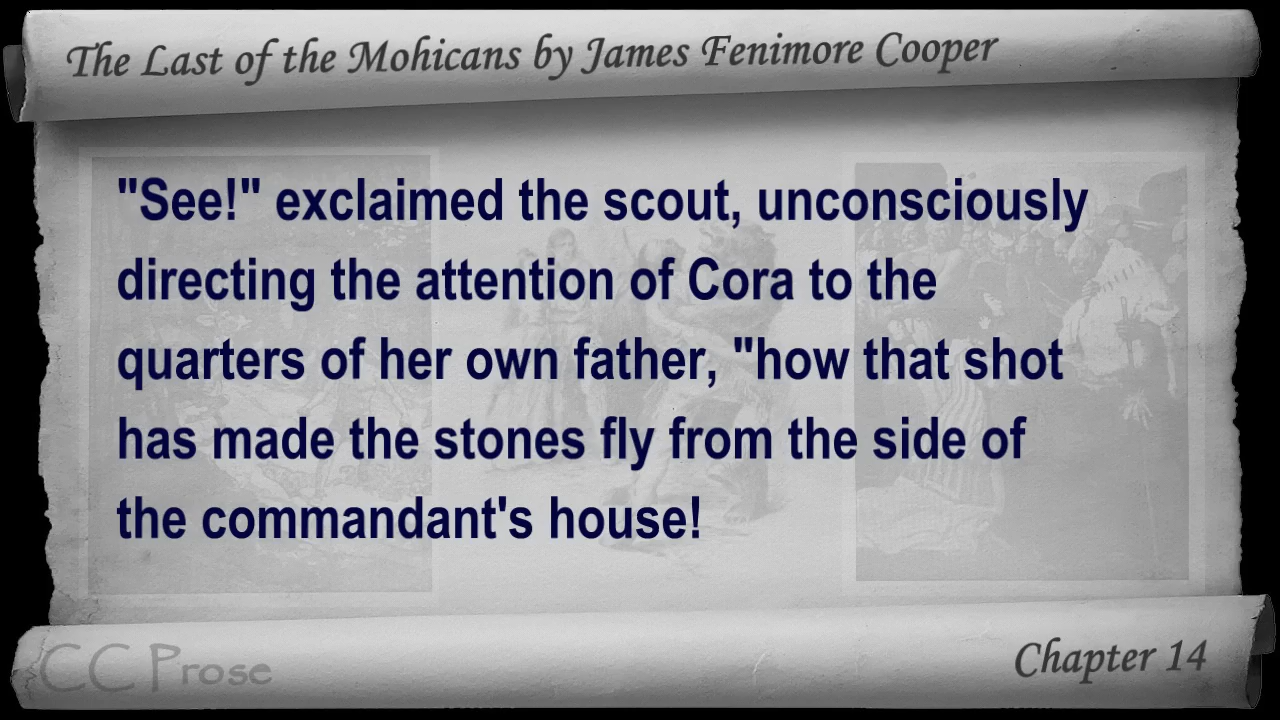 The Last of the Mohicans by James Fenimore Cooper
"See!" exclaimed the scout, unconsciously
directing the attention of Cora to the
quarters of her own father, "how that shot
has made the stones fly from the side of
the commandant's house!
CC Prose
Chapter 14